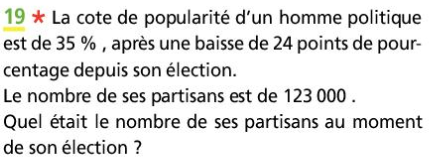 19 * La cote de popularité d'un homme politique
est de 35 % , après une baisse de 24 points de pour-
centage depuis son élection.
Le nombre de ses partisans est de 123 000 .
Quel était le nombre de ses partisans au moment
de son élection ?